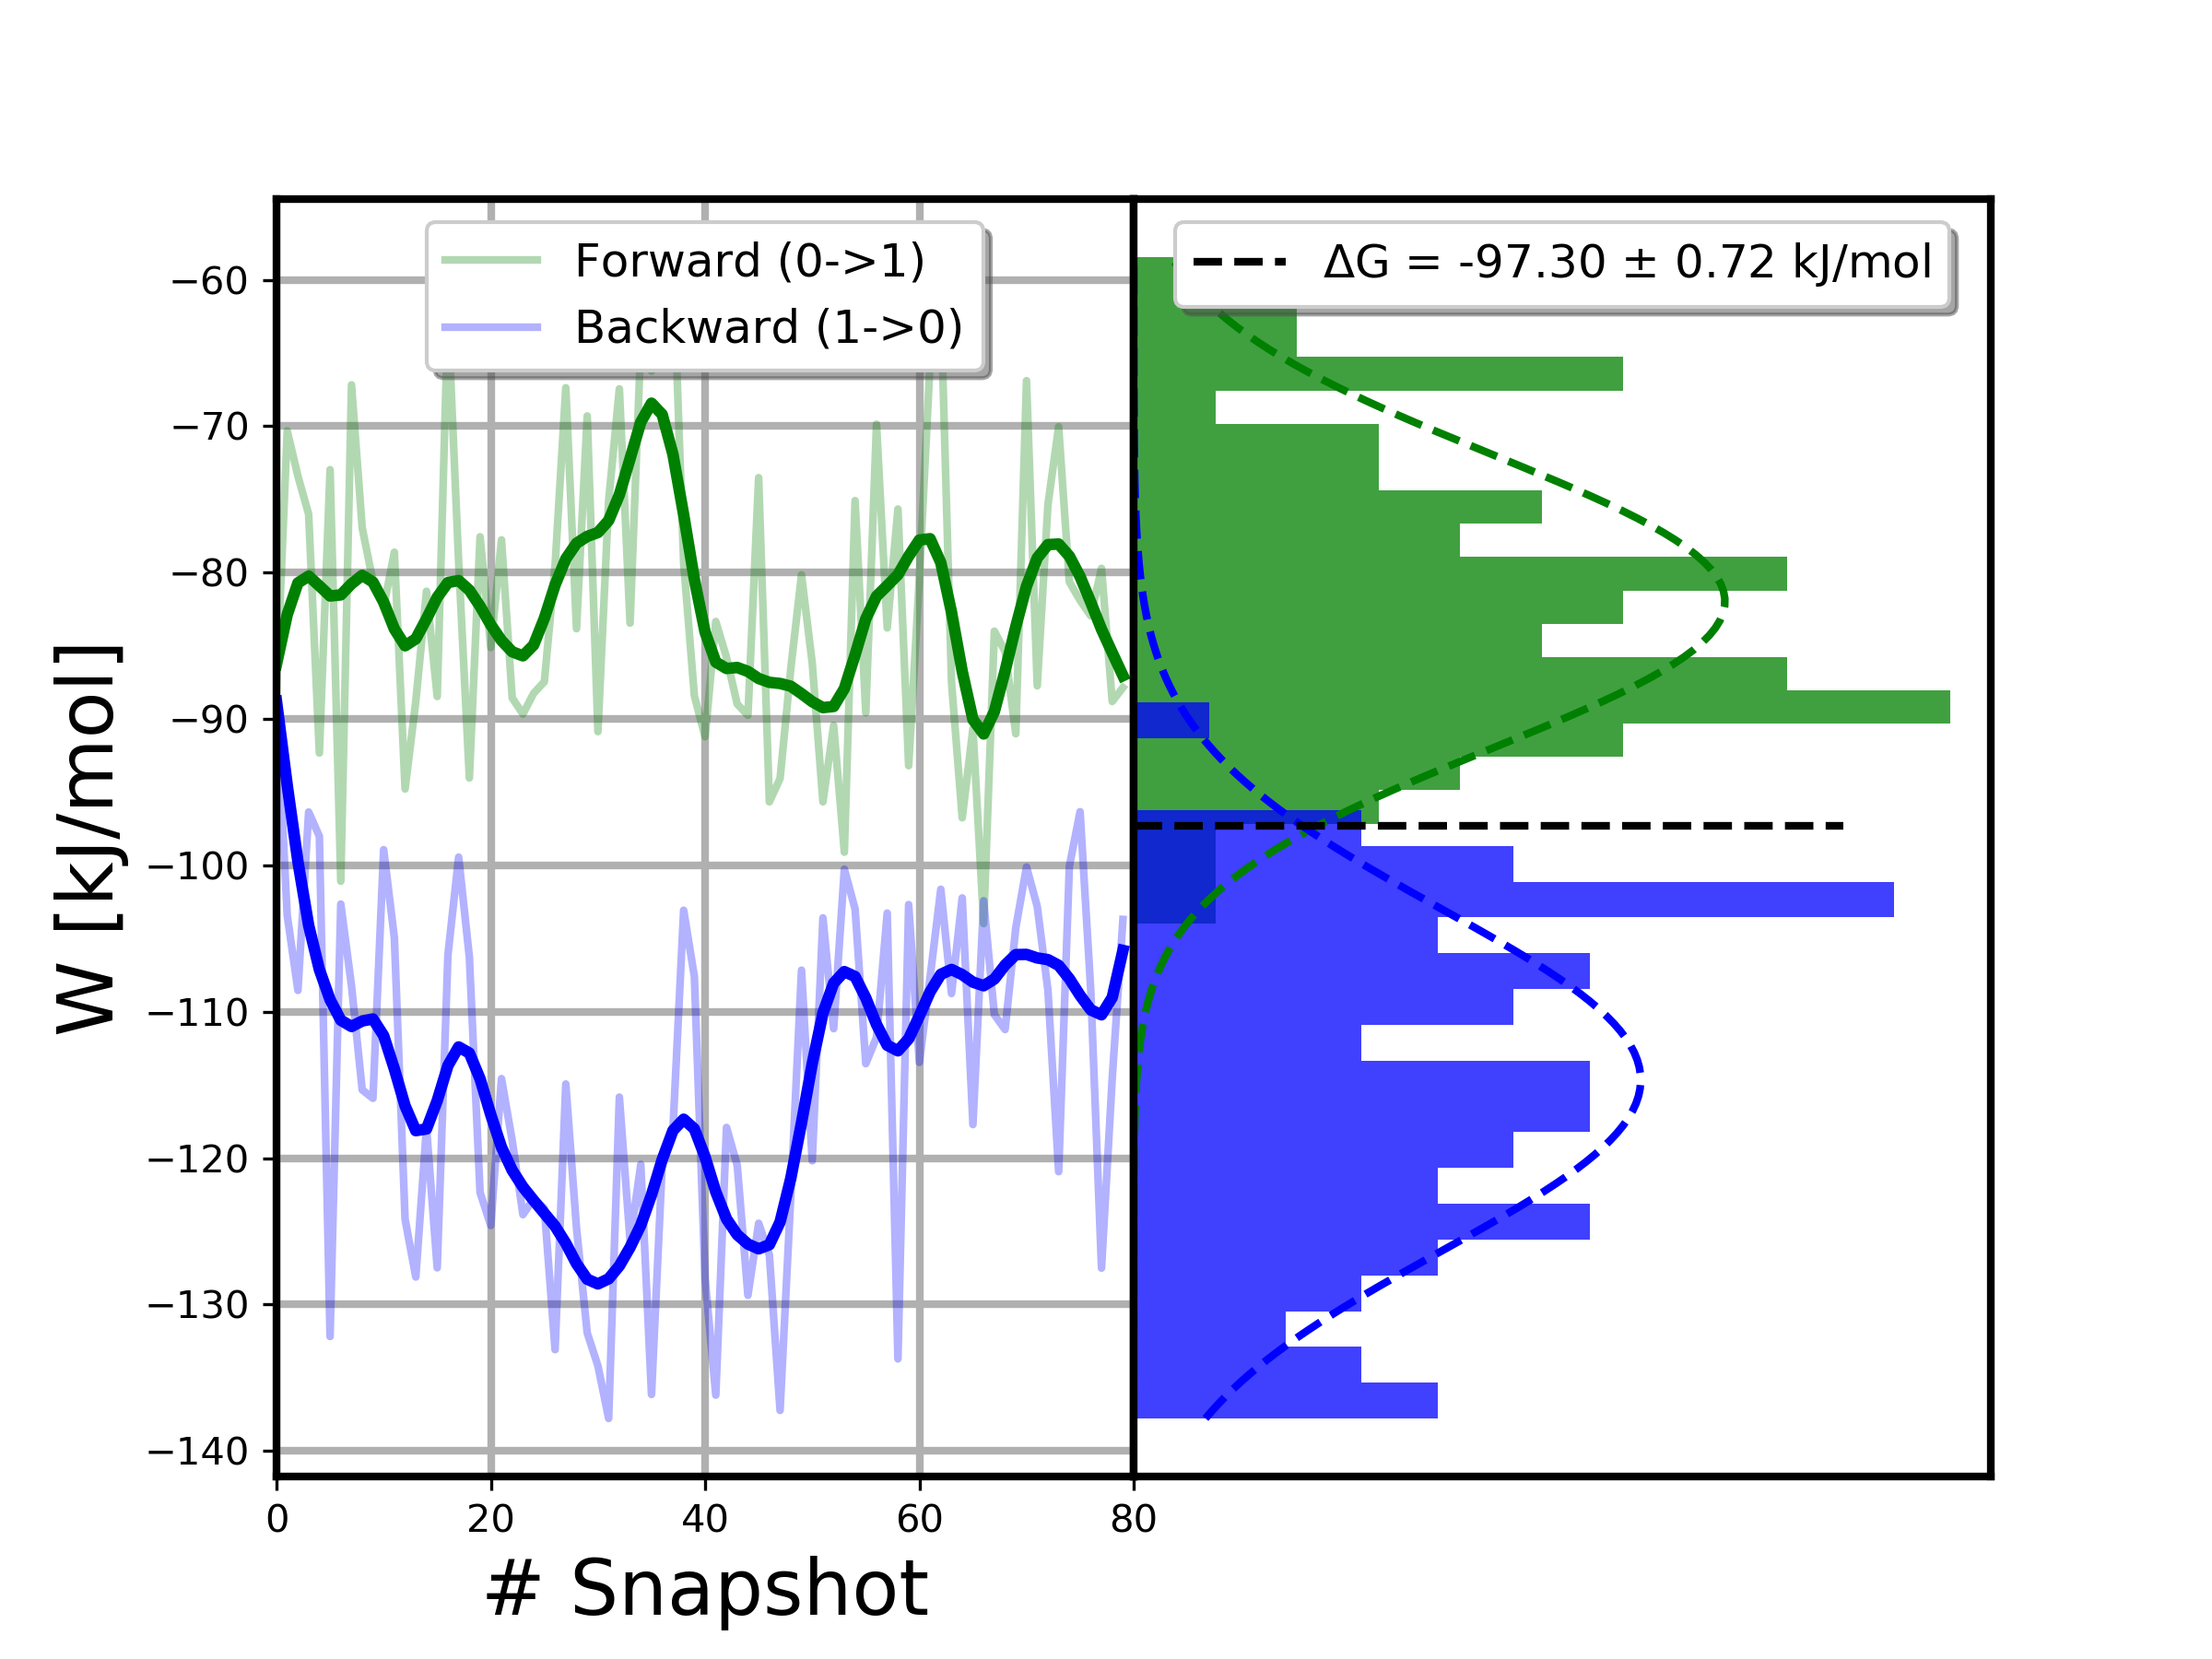 Forward (0->1)
Backward (1->0)
ΔG = -97.30 ± 0.72 kJ/mol
W [kJ/mol]
−60
−70
−80
−90
−100
−110
−120
−130
−140
0 20 40 60 80
# Snapshot